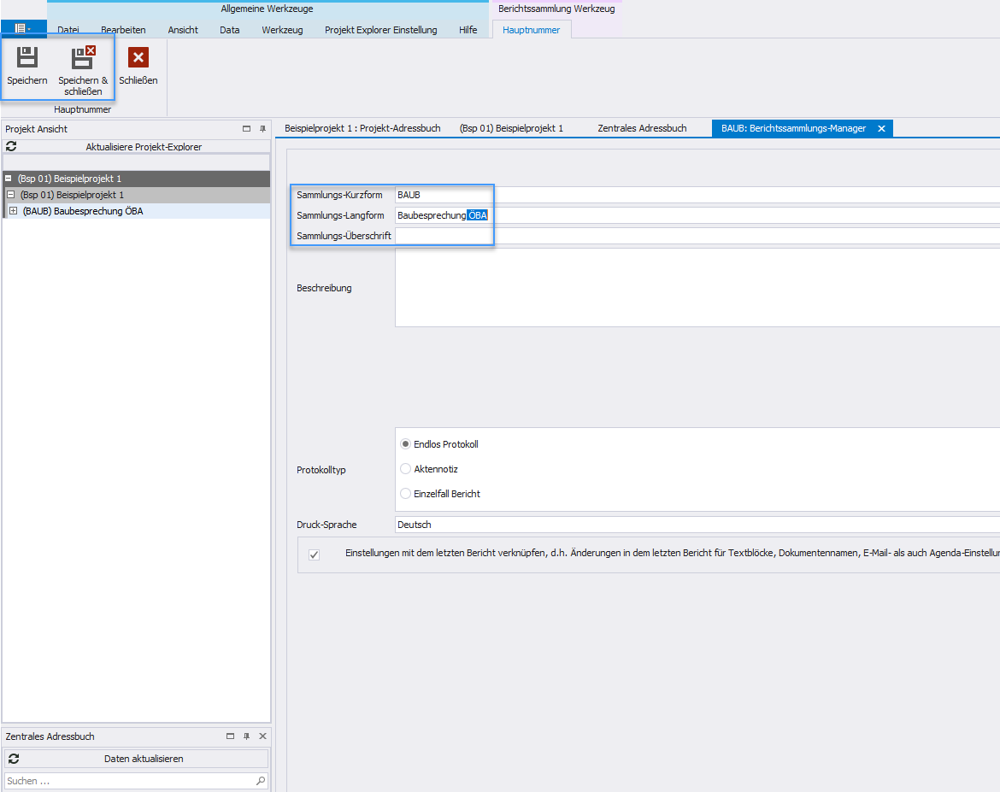 Allgemeine Werkzeuge
Berichtssammlung Werkzeug
Datei
Bearbeiten
Ansicht
Data
Werkzeug
Projekt Explorer Einstellung
Hilfe
Hauptnummer
Speichern
Speichern &
schließen
Schließen
Hauptnummer
Projekt Ansicht
Aktualisiere Projekt-Explorer
(Bsp 01) Beispielprojekt 1
(Bsp 01) Beispielprojekt 1
(BAUB) Baubesprechung ÖBA
Beispielprojekt 1 : Projekt-Adressbuch
(Bsp 01) Beispielprojekt 1
Zentrales Adressbuch
BAUB: Berichtssammlungs-Manager
Sammlungs-Kurzform
BAUB
Sammlungs-Langform
Baubesprechung ÖBA
Sammlungs-Überschrift
Beschreibung
Protokolltyp
Endlos Protokoll
Aktennotiz
Einzelfall Bericht
Druck-Sprache
Deutsch
Einstellungen mit dem letzten Bericht verknüpfen, d.h. Änderungen in dem letzten Bericht für Textblöcke, Dokumentennamen, E-Mail- als auch
Zentrales Adressbuch
Daten aktualisieren
Suchen ...